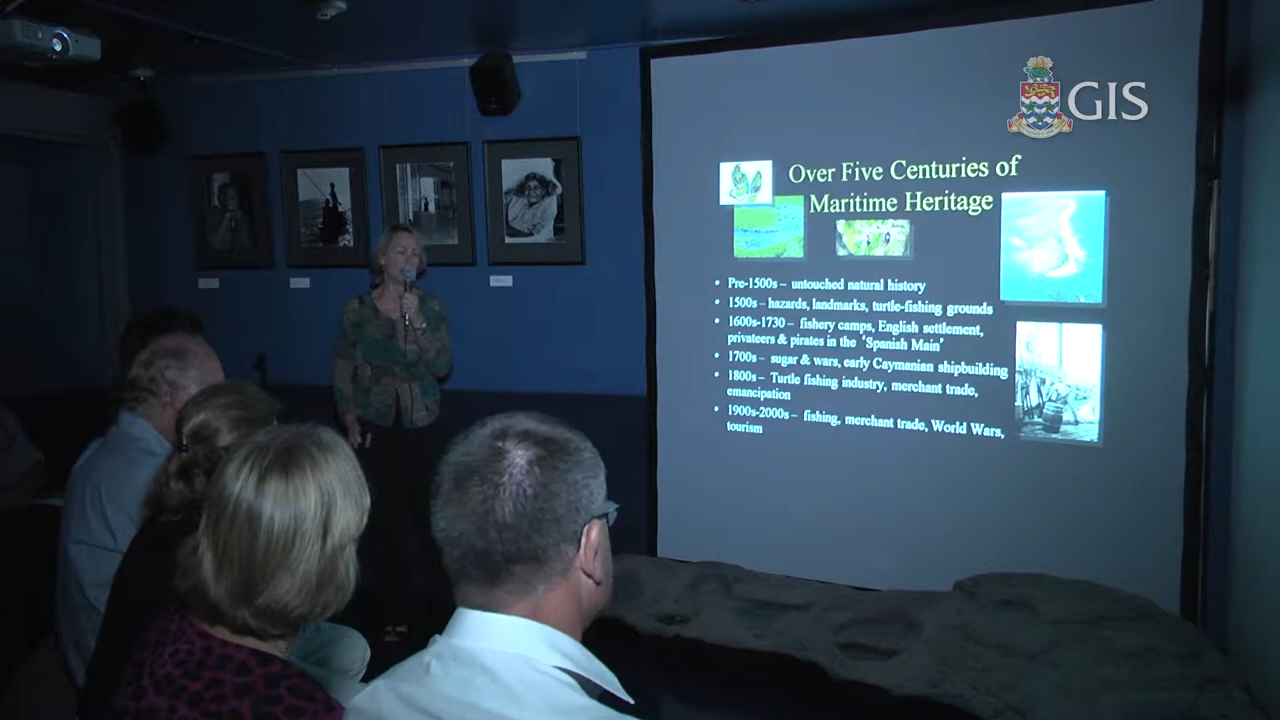 GIS
Over Five Centuries of
Maritime Heritage
• Pre-1500s – untouched natural history
• 1500s – hazards, landmarks, turtle-fishing grounds
• 1600s-1730 – fishery camps, English settlement,
privateers & pirates in the ‘Spanish Main’
• 1700s – sugar & wars, early Caymanian shipbuilding
• 1800s – Turtle fishing industry, merchant trade,
emancipation
• 1900s-2000s – fishing, merchant trade, World Wars,
tourism